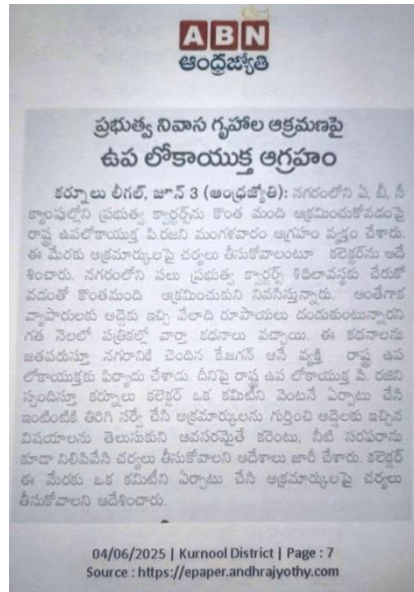 ABN
ఆంధ్రజ్యోతి
ప్రభుత్వ నివాస గృహాల ఆక్రమణపై
ఉప లోకాయుక్త ఆగ్రహం
కర్నూలు లీగల్, జూన్ 3 (ఆంధ్రజ్యోతి): నగరంలోని ఏ, బీ, సీ
క్యాంపుల్లోని ప్రభుత్వ క్వార్టర్స్‌ను కొంత మంది ఆక్రమించుకోవడంపై
రాష్ట్ర ఉపలోకాయుక్త పి.రజని మంగళవారం ఆగ్రహం వ్యక్తం చేశారు.
ఈ మేరకు ఆక్రమార్కులపై చర్యలు తీసుకోవాలంటూ కలెక్టర్‌ను ఆదే
శించారు. నగరంలోని పలు ప్రభుత్వ క్వార్టర్స్ శిథిలావస్థకు చేరుకో
వడంతో కొంతమంది ఆక్రమించుకుని నివసిస్తున్నారు. అంతేగాక
వ్యాపారులకు అద్దెకు ఇచ్చి వేలాది రూపాయలు దండుకుంటున్నారని
గత నెలలో పత్రికల్లో వార్తా కథనాలు వచ్చాయి. ఈ కథనాలను
జతపరుస్తూ నగరానికి చెందిన కేజగన్ అనే వ్యక్తి రాష్ట్ర ఉప
లోకాయుక్తకు ఫిర్యాదు చేశాడు. దీనిపై రాష్ట్ర ఉప లోకాయుక్త పి. రజిని
స్పందిస్తూ కర్నూలు కలెక్టర్ ఒక కమిటీని వెంటనే ఏర్పాటు చేసి
ఇంటింటికీ తిరిగి సర్వే చేసి అక్రమార్కులను గుర్తించి అద్దెలకు ఇచ్చిన
విషయాలను తెలుసుకుని అవసరమైతే కరెంటు, నీటి సరఫరాను
కూడా నిలిపివేసి చర్యలు తీసుకోవాలని ఆదేశాలు జారీ చేశారు. కలెక్టర్
ఈ మేరకు ఒక కమిటీని ఏర్పాటు చేసి ఆక్రమార్కులపై చర్యలు
తీసుకోవాలని ఆదేశించారు.
04/06/2025 | Kurnool District | Page : 7
Source : https://epaper.andhrajyothy.com